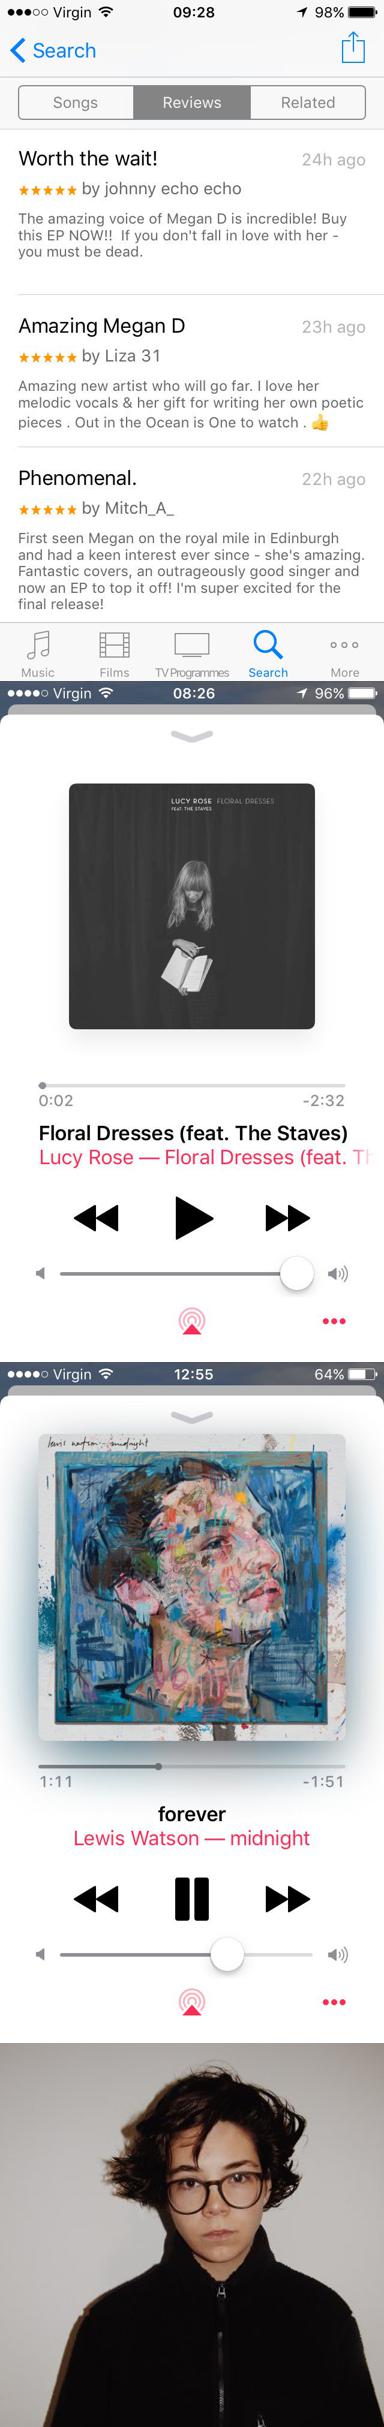 Virgin 09:28 98%
Search
Songs Reviews Related
Worth the wait! 24h ago
★★★★★ by johnny echo echo
The amazing voice of Megan D is incredible! Buy
this EP NOW!!  If you don't fall in love with her -
you must be dead.
Amazing Megan D 23h ago
★★★★★ by Liza 31
Amazing new artist who will go far. I love her
melodic vocals & her gift for writing her own poetic
pieces . Out in the Ocean is One to watch . 👍
Phenomenal. 22h ago
★★★★★ by Mitch_A_
First seen Megan on the royal mile in Edinburgh
and had a keen interest ever since - she's amazing.
Fantastic covers, an outrageously good singer and
now an EP to top it off! I'm super excited for the
final release!
Music Films TV Programmes Search More
Virgin 08:26 96%
LUCY ROSE FLORAL DRESSES
FEAT. THE STAVES
0:02 -2:32
Floral Dresses (feat. The Staves)
Lucy Rose — Floral Dresses (feat. Th
Virgin 12:55 64%
lewis watson - midnight
1:11 -1:51
forever
Lewis Watson — midnight